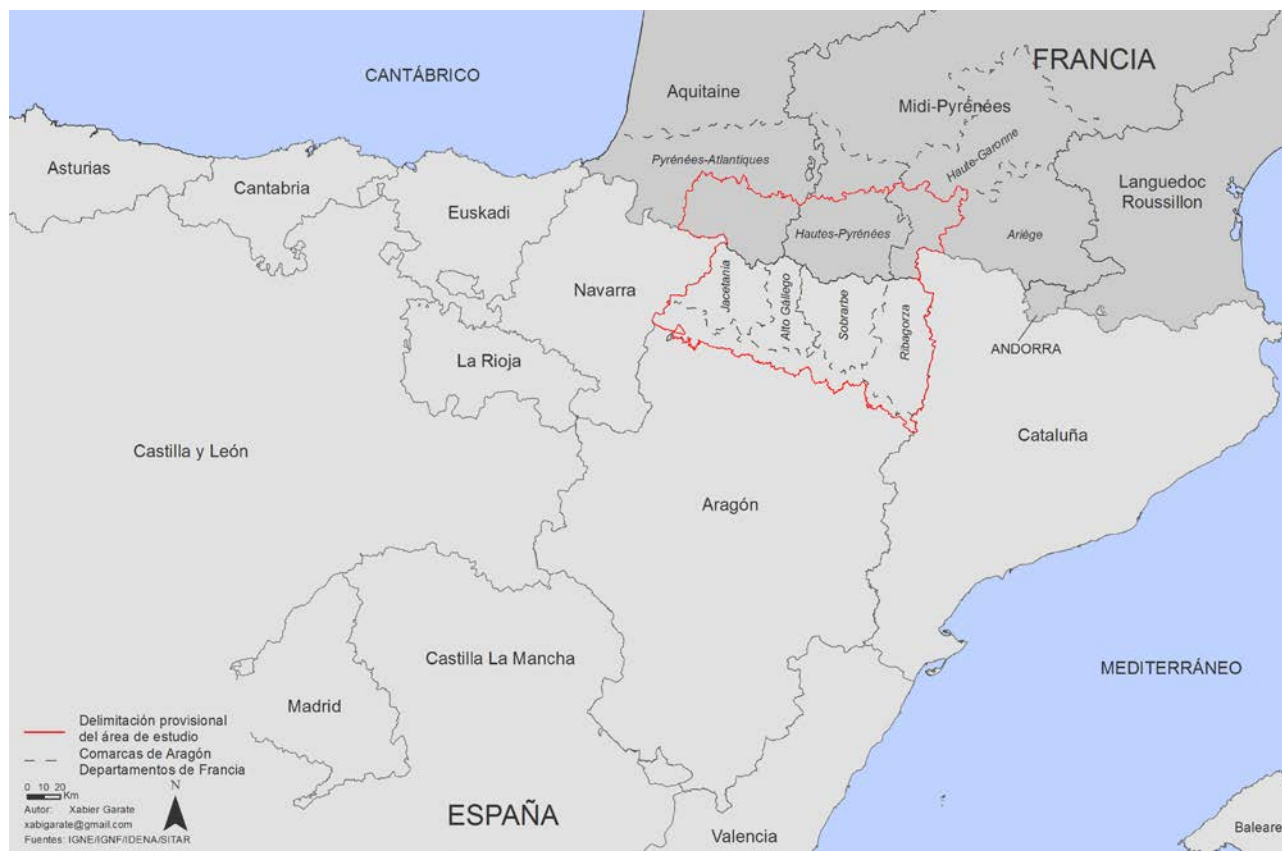 FRANCIA
CANTÁBRICO
Aquitaine
Midi-Pyrénées
Haute-Garonne
Pyrénées-Atlantiques
Asturias
Cantabria
Languedoc
Roussillon
Euskadi
Hautes-Pyrénées
Ariége
Navarra
Jacetania
Alto Gállego
Sobrarbe
Ribagorza
ANDORRA
La Rioja
Cataluña
Castilla y León
Aragón
Castilla La Mancha
MEDITERRÁNEO
Madrid
Delimitación provisional
del área de estudio
Comarcas de Aragón
Departamentos de Francia
N
0 10 20
Km
Autor: Xabier Garate
xabigarate@gmail.com
Fuentes: IGNE/IGNF/IDENA/SITAR
ESPAÑA
Valencia
Baleare